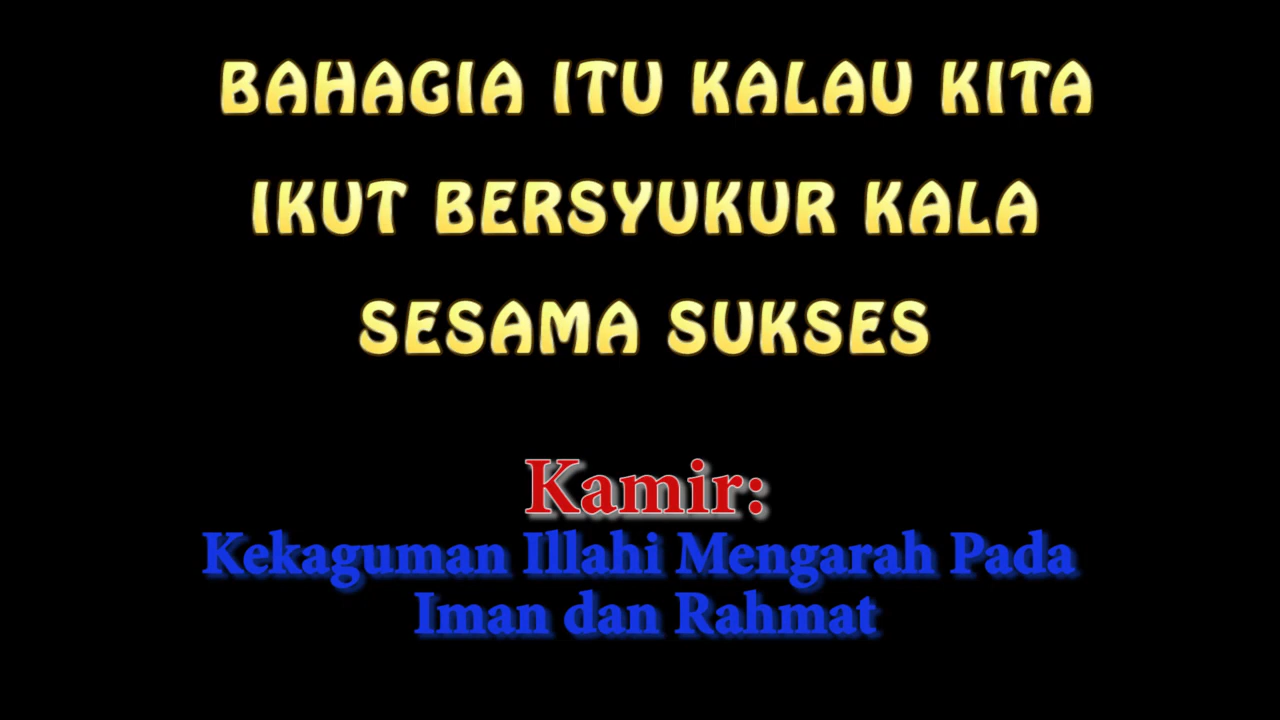 BAHAGIA ITU KALAU KITA
IKUT BERSYUKUR KALA
SESAMA SUKSES
Kamir:
Kekaguman Illahi Mengarah Pada
Iman dan Rahmat